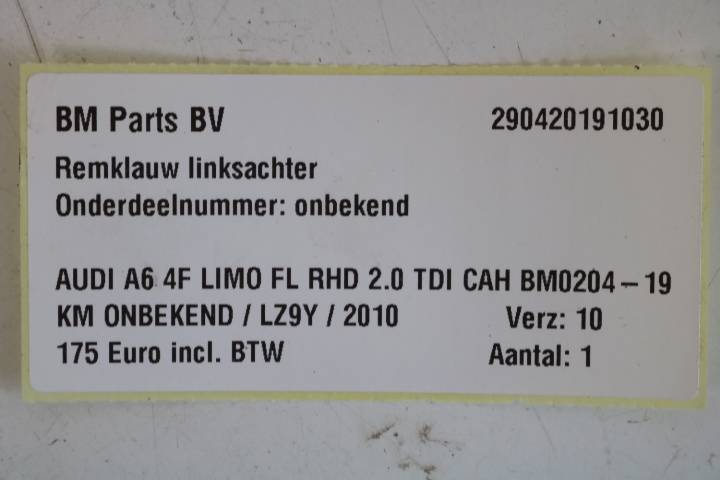 BM Parts BV 290420191030
Remklauw linksachter
Onderdeelnummer: onbekend
AUDI A6 4F LIMO FL RHD 2.0 TDI CAH BM0204-19
KM ONBEKEND / LZ9Y / 2010 Verz: 10
175 Euro incl. BTW Aantal: 1